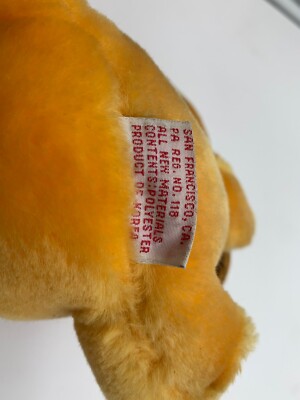 SAN FRANCISCO, CA.
PA REG. NO. 118
ALL NEW MATERIALS
CONTENTS:POLYESTER
PRODUCT OF KOREA